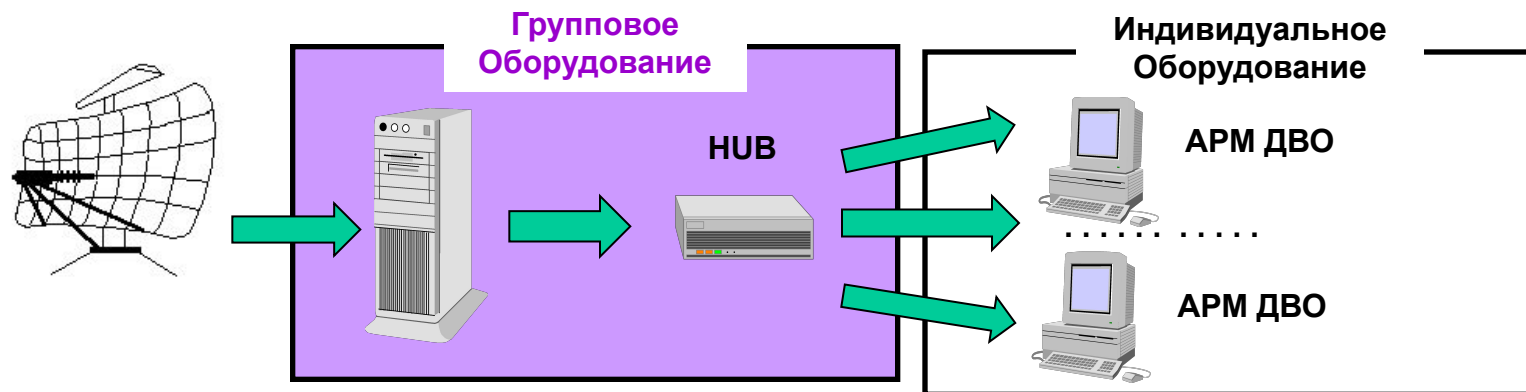 Групповое
Оборудование
Индивидуальное
Оборудование
HUB
АРМ ДВО
. . . . . . . . . . .
АРМ ДВО